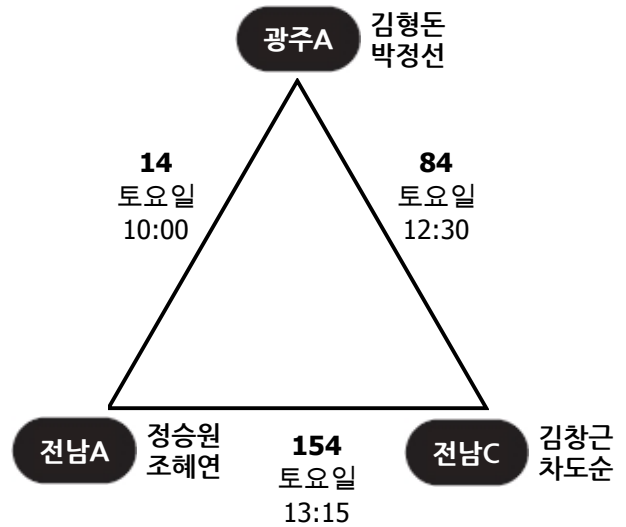 광주A
김형돈
박정선
14
토요일
10:00
84
토요일
12:30
전남A
정승원
조혜연
154
토요일
13:15
전남C
김창근
차도순